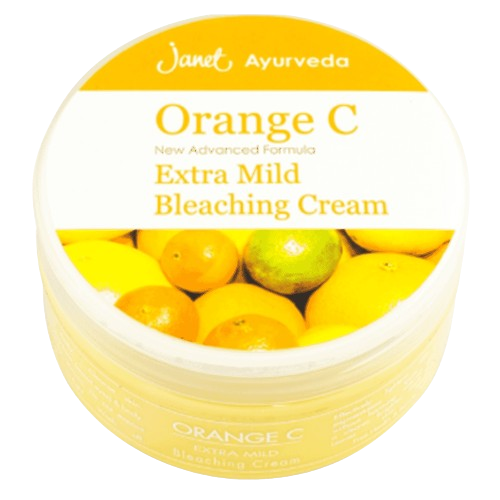 Janet Ayurveda
Orange C
New Advanced Formula
Extra Mild
Bleaching Cream
ORANGE C
EXTRA MILD
Bleaching Cream